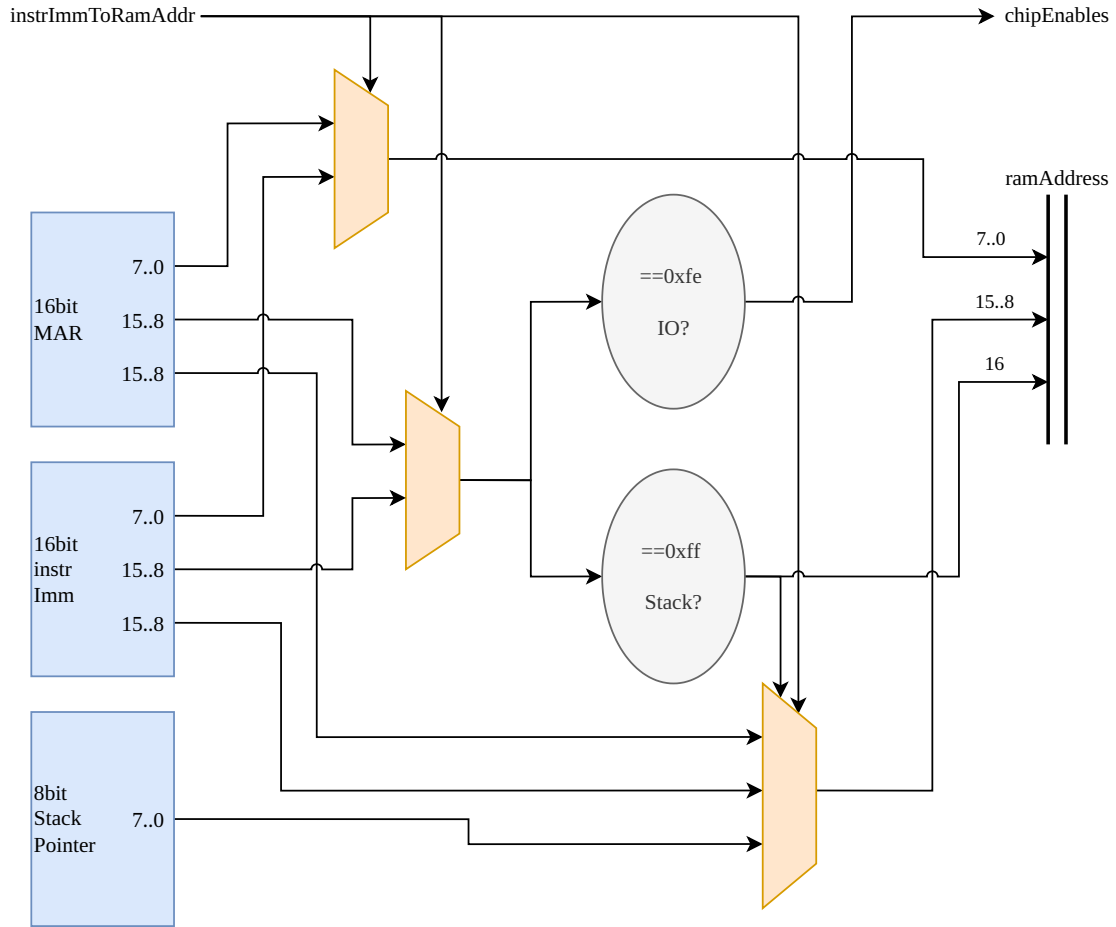 instrImmToRamAddr
chipEnables
ramAddress
7..0
15..8
16
16bit
MAR
7..0
15..8
15..8
==0xfe
IO?
16bit
instr
Imm
7..0
15..8
15..8
==0xff
Stack?
8bit
Stack
Pointer
7..0